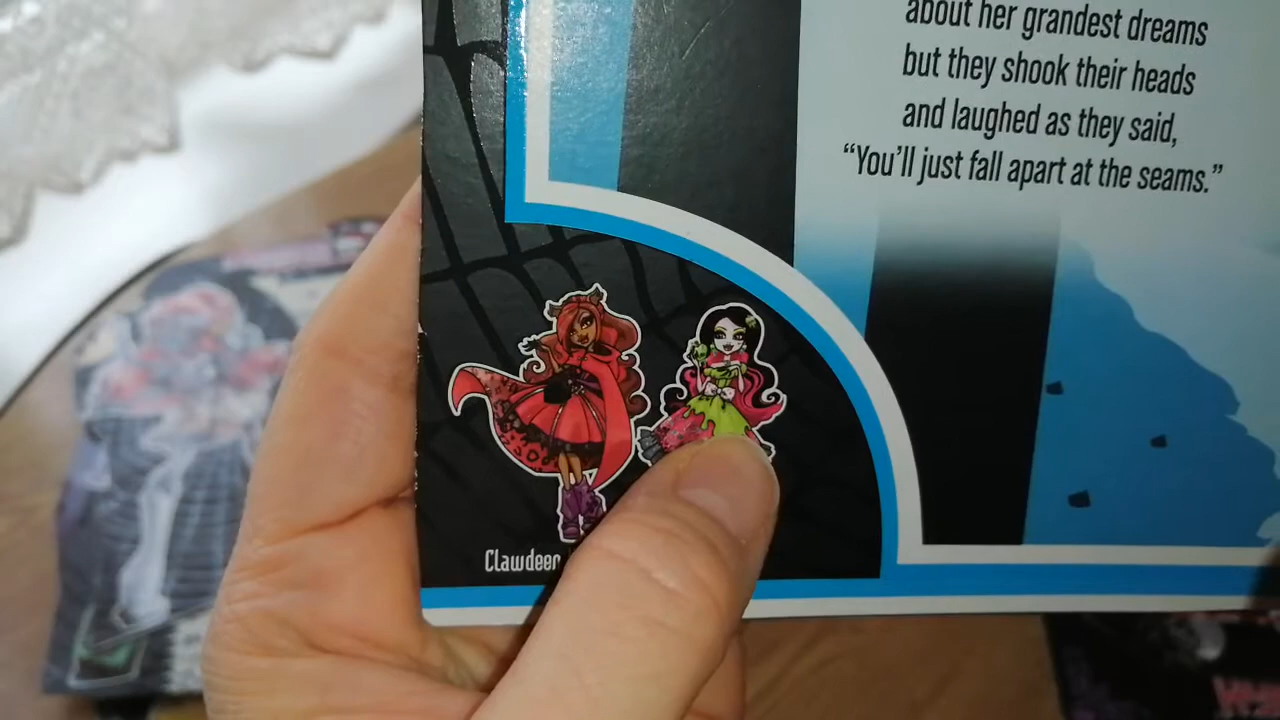 about her grandest dreams
but they shook their heads
and laughed as they said,
“You’ll just fall apart at the seams.”
Clawdeen